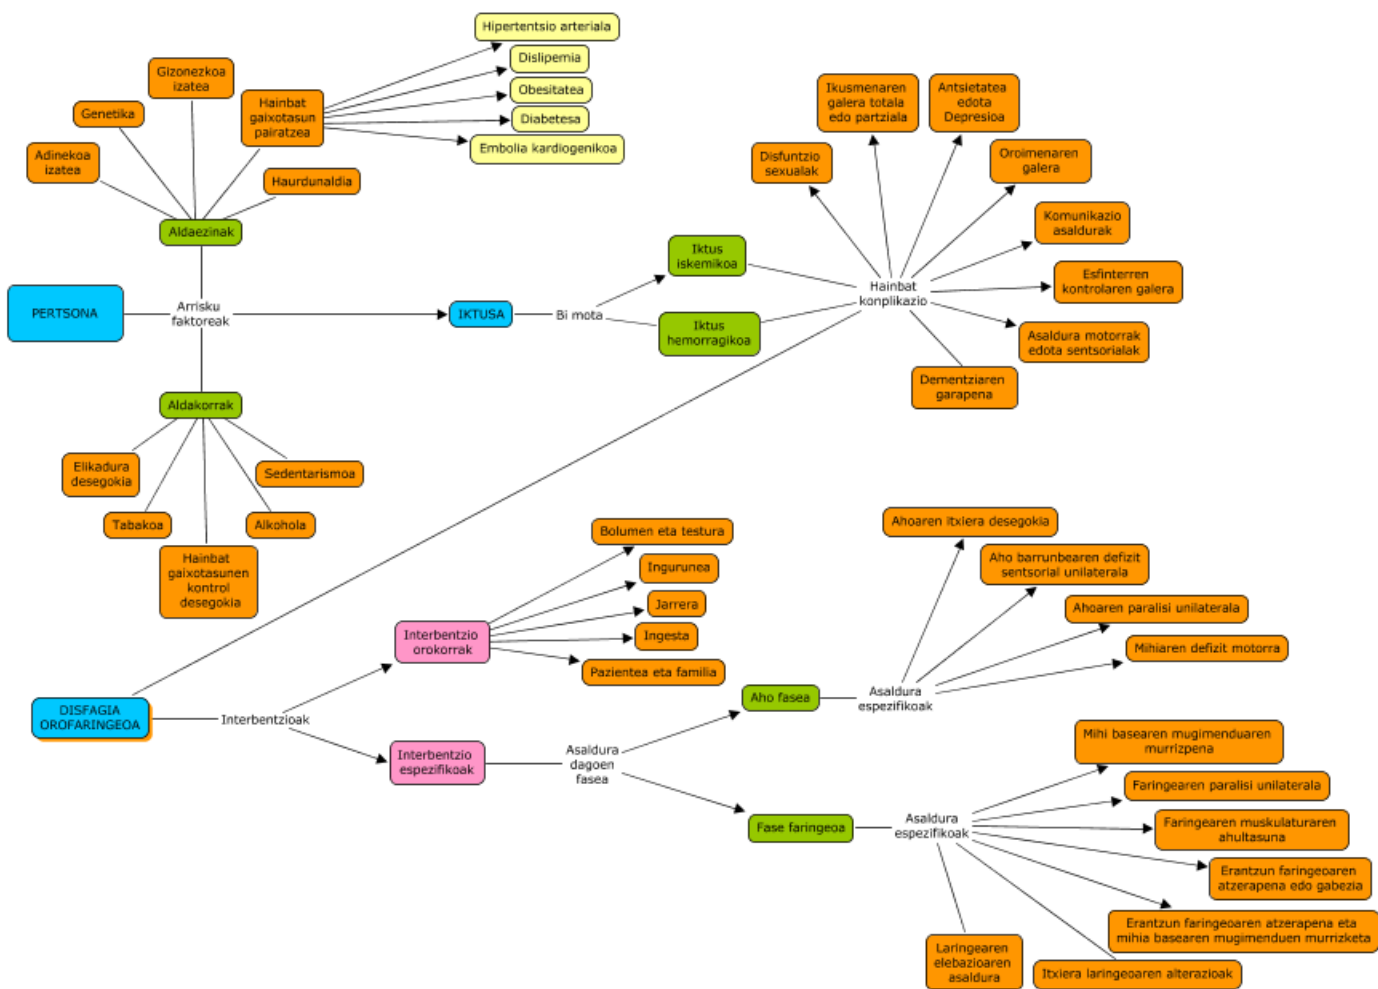 Hipertentsio arteriala
Dislipemia
Obesitatea
Diabetesa
Embolia kardiogenikoa
Gizonezkoa
izatea
Genetika
Hainbat
gaixotasun
pairatzea
Adinekoa
izatea
Haurdunaldia
Aldaezinak
PERTSONA
Arrisku
faktoreak
IKTUSA
Bi mota
Iktus
iskemikoa
Iktus
hemorragikoa
Hainbat
konplikazio
Disfuntzio
sexualak
Ikusmenaren
galera totala
edo partziala
Antsietatea
edota
Depresioa
Oroimenaren
galera
Komunikazio
asaldurak
Esfinterren
kontrolaren galera
Asaldura motorrak
edota sentsorialak
Dementziaren
garapena
Aldakorrak
Elikadura
desegokia
Tabakoa
Hainbat
gaixotasunen
kontrol
desegokia
Alkohola
Sedentarismoa
DISFAGIA
OROFARINGEOA
Interbentzioak
Interbentzio
orokorrak
Bolumen eta testura
Ingurunea
Jarrera
Ingesta
Pazientea eta familia
Interbentzio
espezifikoak
Asaldura
dagoen
fasea
Aho fasea
Asaldura
espezifikoak
Ahoaren itxiera desegokia
Aho barrunbearen defizit
sentsorial unilaterala
Ahoaren paralisi unilaterala
Mihiaren defizit motorra
Fase faringeoa
Asaldura
espezifikoak
Mihi basearen mugimenduaren
murrizpena
Faringearen paralisi unilaterala
Faringearen muskulaturaren
ahultasuna
Erantzun faringeoaren
atzerapena edo gabezia
Erantzun faringeoaren atzerapena eta
mihia basearen mugimenduen murrizketa
Itxiera laringeoaren alterazioak
Laringearen
elebazioaren
asaldura